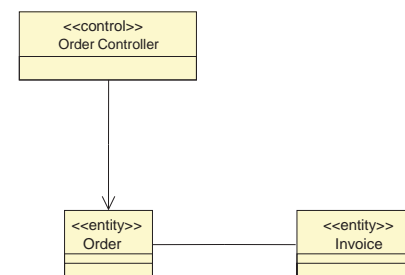 <<control>>
Order Controller
<<entity>>
Order
<<entity>>
Invoice